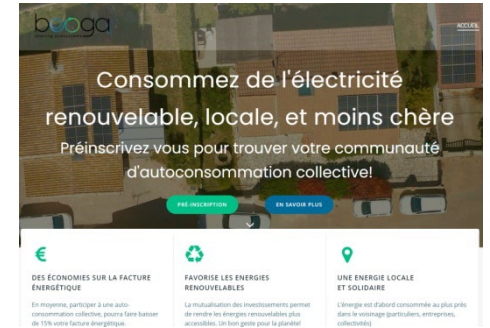 buoga
ACCUEIL
Consommez de l'électricité
renouvelable, locale, et moins chère
Préinscrivez vous pour trouver votre communauté
d'autoconsommation collective!
PRÉ-INSCRIPTION
EN SAVOIR PLUS
€
DES ÉCONOMIES SUR LA FACTURE
ÉNERGÉTIQUE
En moyenne, participer à une auto-
consommation collective, pourra faire baisser
de 15% votre facture énergétique.
FAVORISE LES ENERGIES
RENOUVELABLES
La mutualisation des investissements permet
de rendre les énergies renouvelables plus
accessibles. Un bon geste pour la planète!
UNE ENERGIE LOCALE
ET SOLIDAIRE
L'énergie est d'abord consommée au plus près
dans le voisinage (particuliers, entreprises,
collectivités)